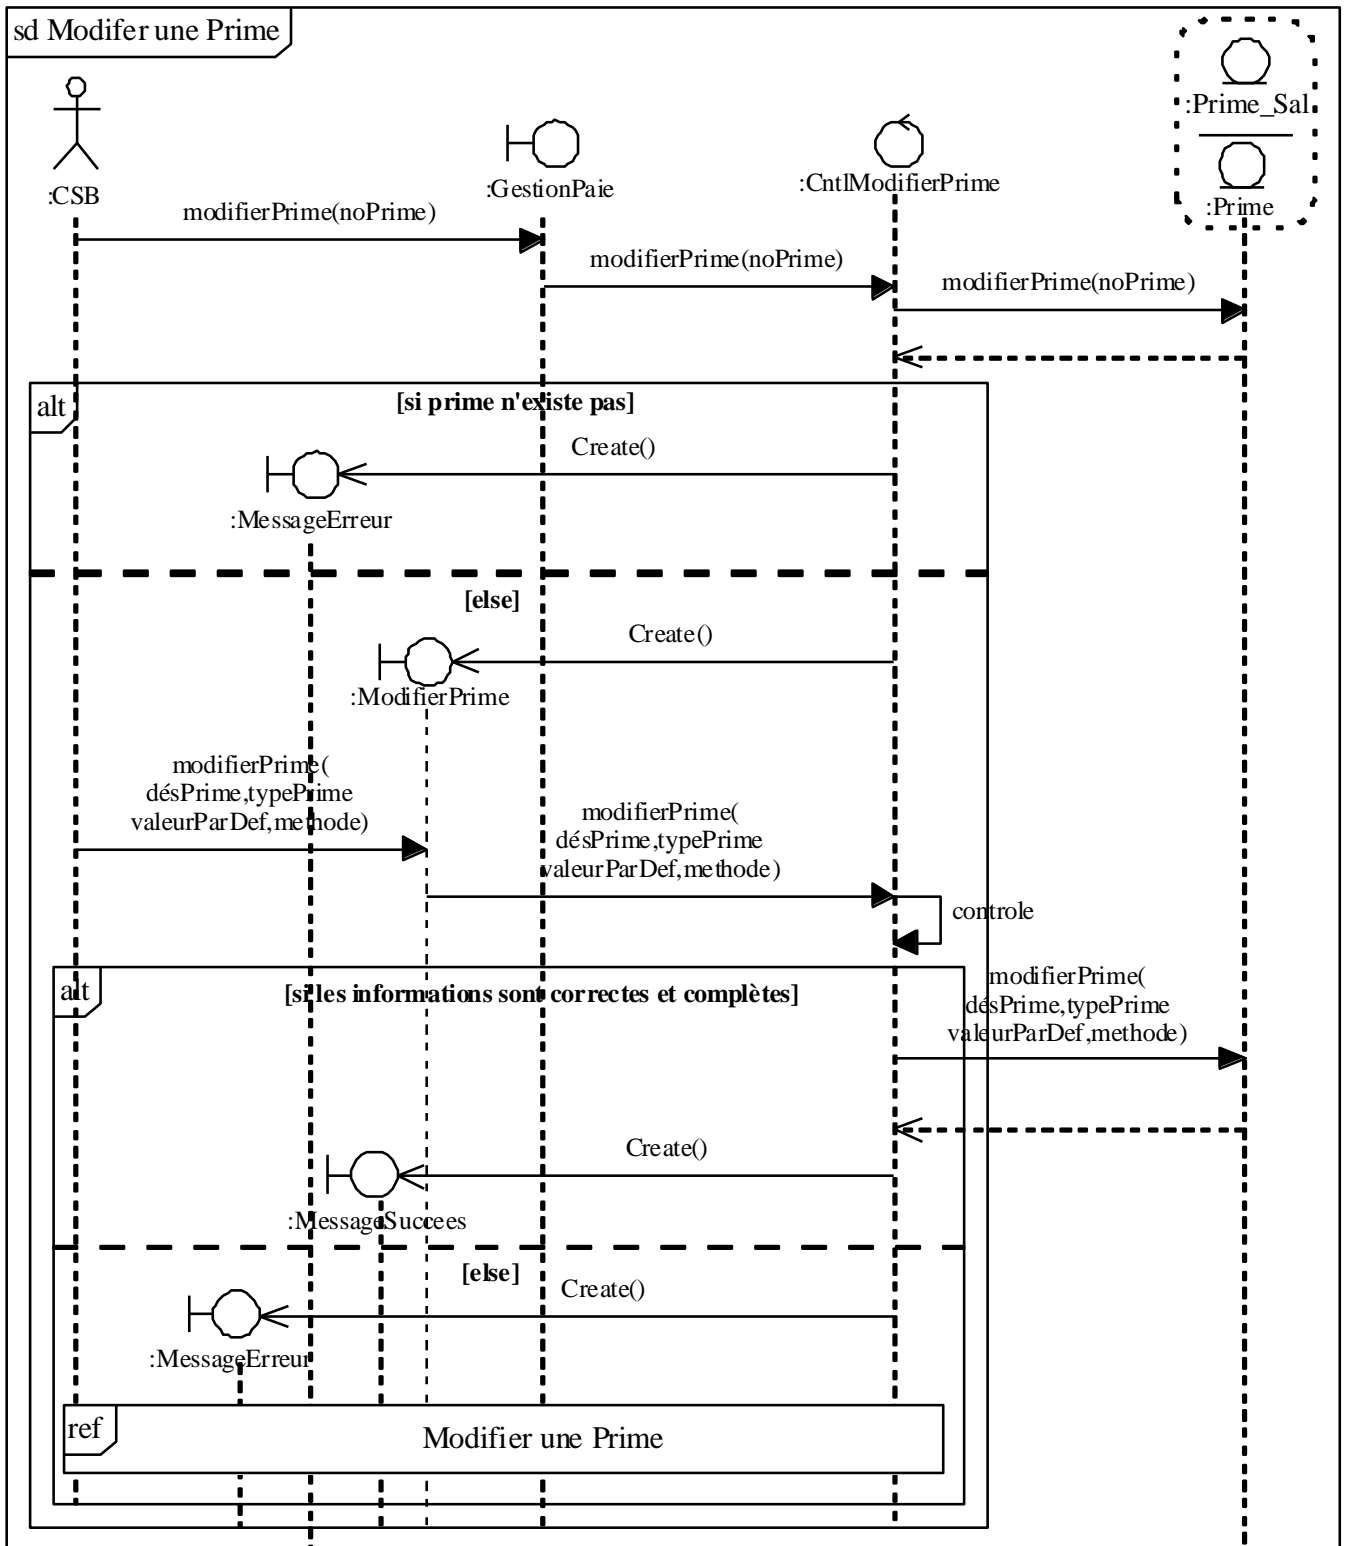 sd Modifer une Prime
:Prime_Sal
:CSB
:GestionPaie
:CntlModifierPrime
:Prime
modifierPrime(noPrime)
modifierPrime(noPrime)
modifierPrime(noPrime)
alt
[si prime n'existe pas]
Create()
:MessageErreur
[else]
Create()
:ModifierPrime
modifierPrime(
désPrime,typePrime
valeurParDef,methode)
modifierPrime(
désPrime,typePrime
valeurParDef,methode)
controle
alt
[si les informations sont correctes et complètes]
modifierPrime(
désPrime,typePrime
valeurParDef,methode)
Create()
:MessageSuccees
[else]
Create()
:MessageErreur
ref
Modifier une Prime